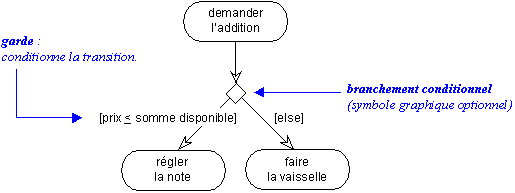 demander
l'addition
garde :
conditionne la transition.
branchement conditionnel
(symbole graphique optionnel)
[prix ≤ somme disponible]
[else]
régler
la note
faire
la vaisselle